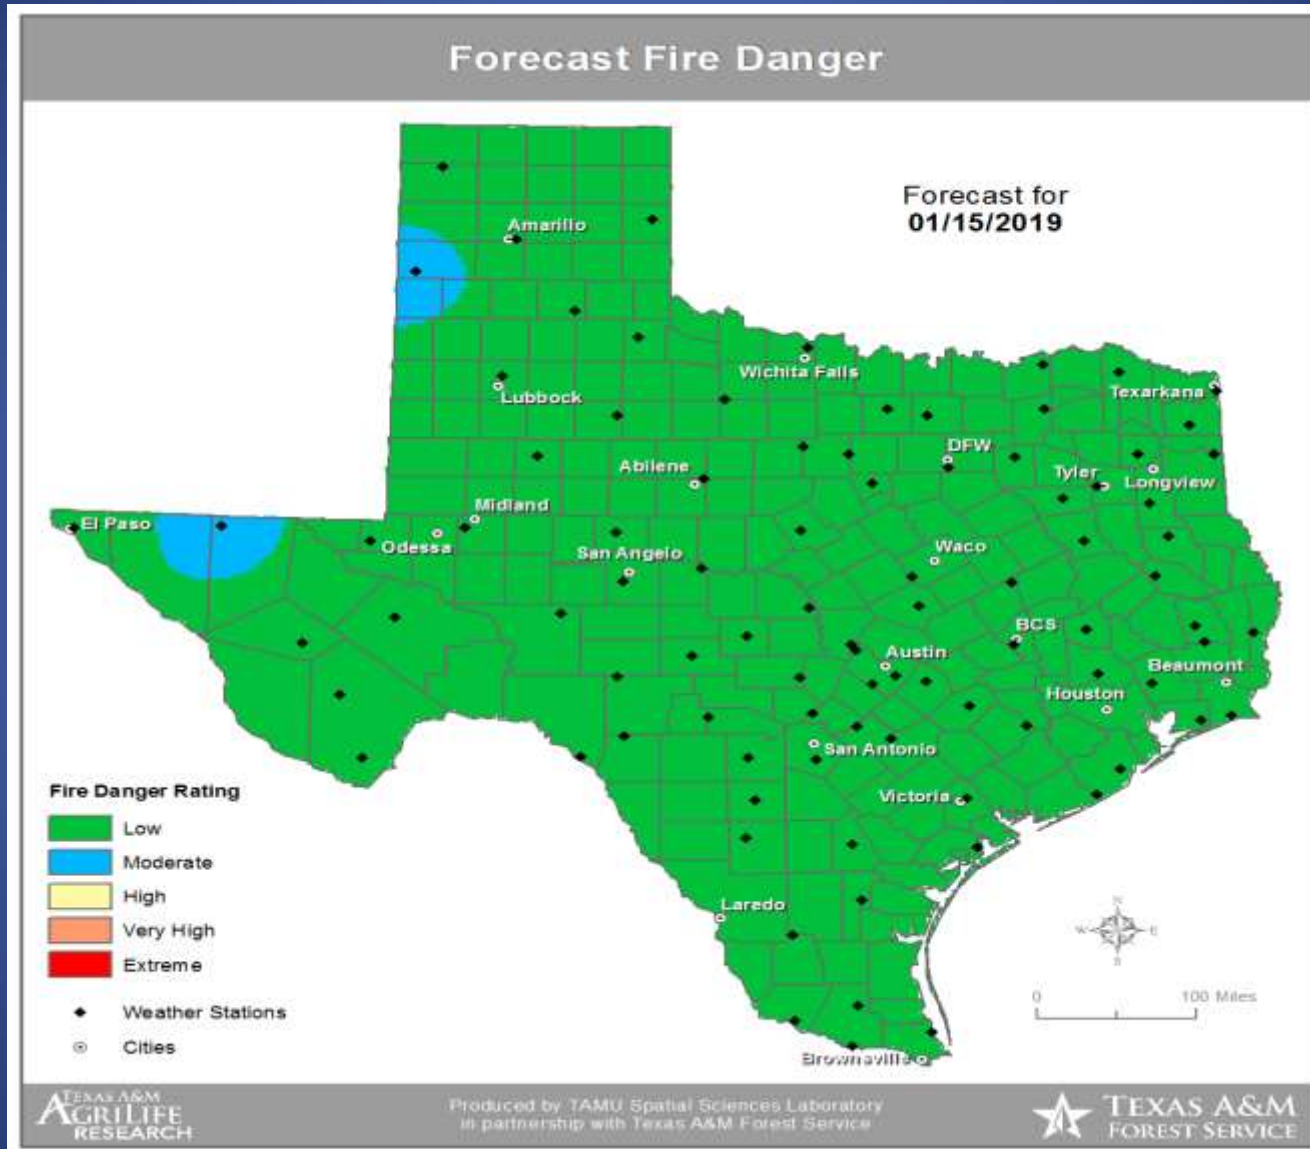 Forecast Fire Danger
Forecast for
01/15/2019
Amarillo
Wichita Falls
Lubbock
Texarkana
DFW
Abilene
Tyler
Longview
Midland
El Paso
Odessa
San Angelo
Waco
BCS
Austin
Beaumont
Houston
San Antonio
Victoria
Laredo
Brownsville
Fire Danger Rating
Low
Moderate
High
Very High
Extreme
Weather Stations
Cities
N
W E
S
0 100 Miles
TEXAS A&M
AGRILIFE
RESEARCH
Produced by TAMU Spatial Sciences Laboratory
in partnership with Texas A&M Forest Service
TEXAS A&M
FOREST SERVICE